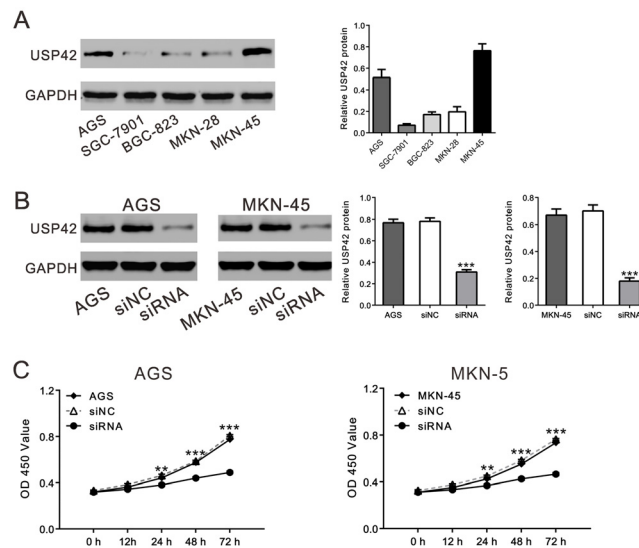 A
USP42
GAPDH
AGS
SGC-7901
BGC-823
MKN-28
MKN-45
Relative USP42 protein
1.0
0.8
0.6
0.4
0.2
0.0
AGS
SGC-7901
BGC-823
MKN-28
MKN-45
B
AGS
MKN-45
USP42
GAPDH
AGS
siNC
siRNA
MKN-45
siNC
siRNA
Relative USP42 protein
1.0
0.8
0.6
0.4
0.2
0.0
***
AGS siNC siRNA
Relative USP42 protein
0.8
0.6
0.4
0.2
0.0
***
MKN-45 siNC siRNA
C
AGS
OD 450 Value
1.2
0.8
0.4
0.0
AGS
siNC
siRNA
** *** ***
0 h 12h 24 h 48 h 72 h
MKN-5
OD 450 Value
1.2
0.8
0.4
0.0
MKN-45
siNC
siRNA
** *** ***
0 h 12h 24 h 48 h 72 h